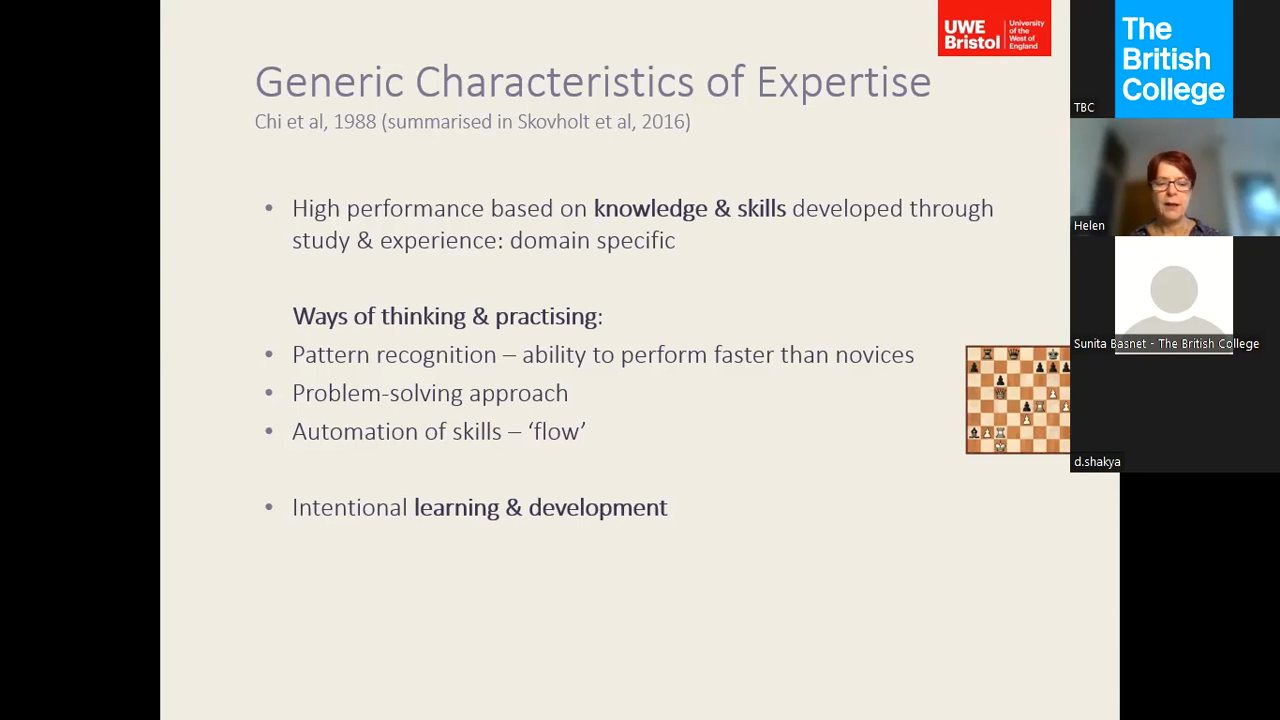 UWE
Bristol
University
of the
West of
England
Generic Characteristics of Expertise
Chi et al, 1988 (summarised in Skovholt et al, 2016)
• High performance based on knowledge & skills developed through
study & experience: domain specific
Ways of thinking & practising:
• Pattern recognition – ability to perform faster than novices
• Problem-solving approach
• Automation of skills – ‘flow’
• Intentional learning & development
The
British
College
TBC
Helen
Sunita Basnet - The British College
d.shakya